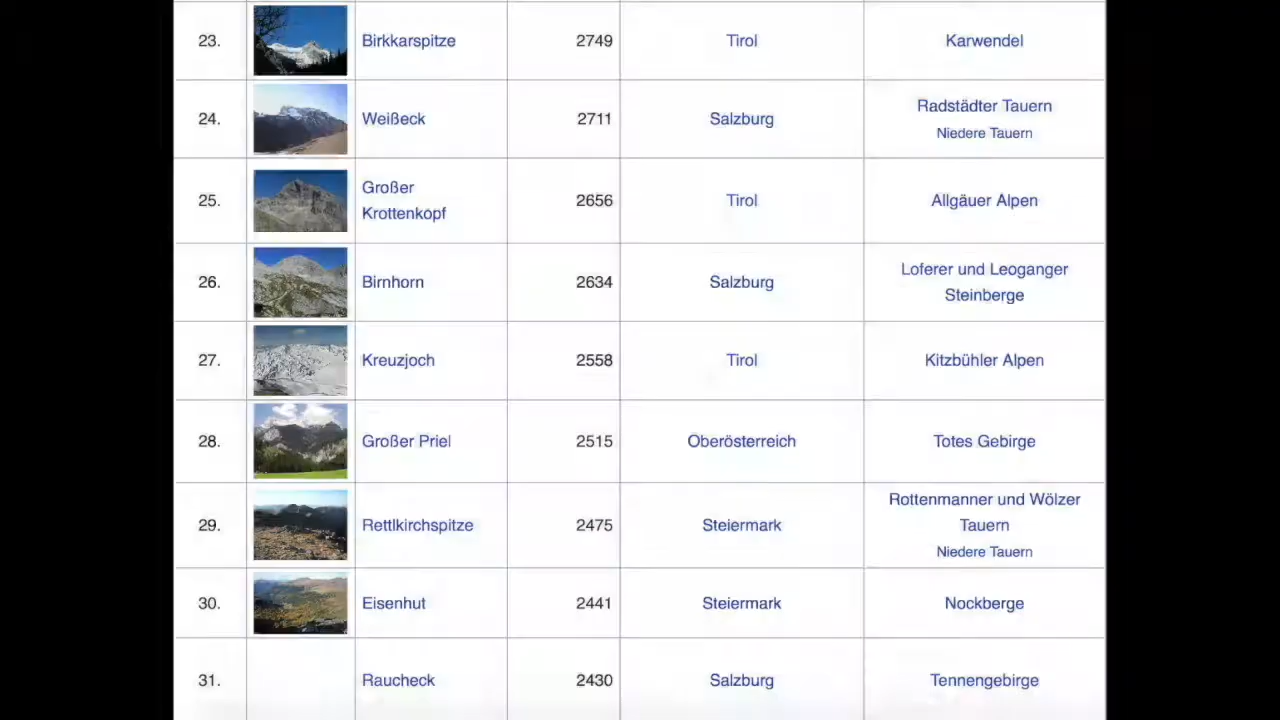 23. Birkkarspitze 2749 Tirol Karwendel
24. Weißeck 2711 Salzburg Radstädter Tauern
Niedere Tauern
25. Großer
Krottenkopf 2656 Tirol Allgäuer Alpen
26. Birnhorn 2634 Salzburg Loferer und Leoganger
Steinberge
27. Kreuzjoch 2558 Tirol Kitzbühler Alpen
28. Großer Priel 2515 Oberösterreich Totes Gebirge
29. Rettlkirchspitze 2475 Steiermark Rottenmanner und Wölzer
Tauern
Niedere Tauern
30. Eisenhut 2441 Steiermark Nockberge
31. Raucheck 2430 Salzburg Tennengebirge